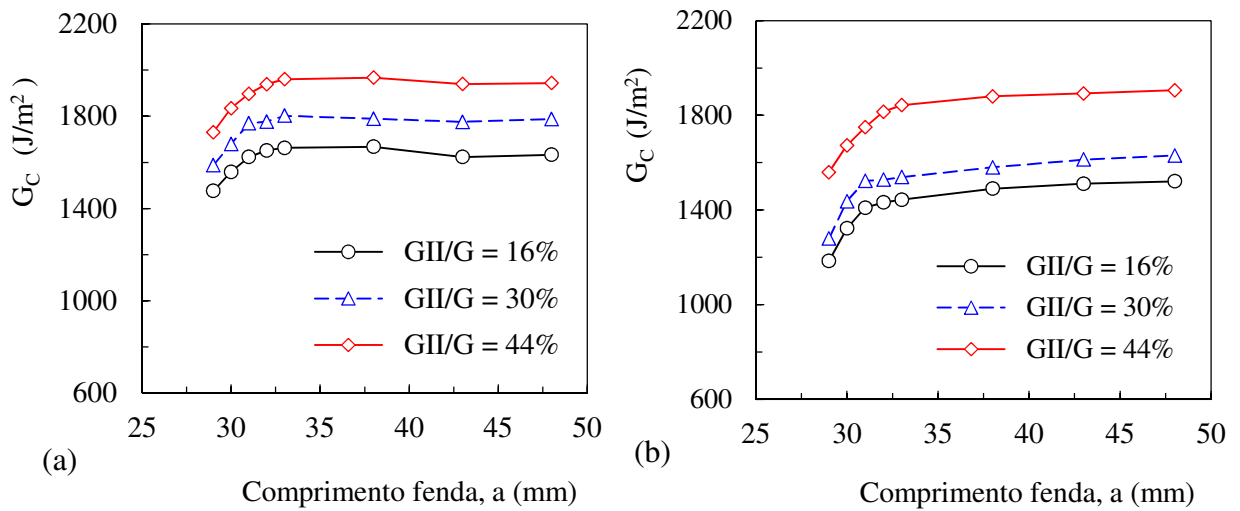 2200
1800
1400
1000
600
G_C (J/m²)
GII/G = 16%
GII/G = 30%
GII/G = 44%
25 30 35 40 45 50
(a)
Comprimento fenda, a (mm)
2200
1800
1400
1000
600
G_C (J/m²)
GII/G = 16%
GII/G = 30%
GII/G = 44%
25 30 35 40 45 50
(b)
Comprimento fenda, a (mm)